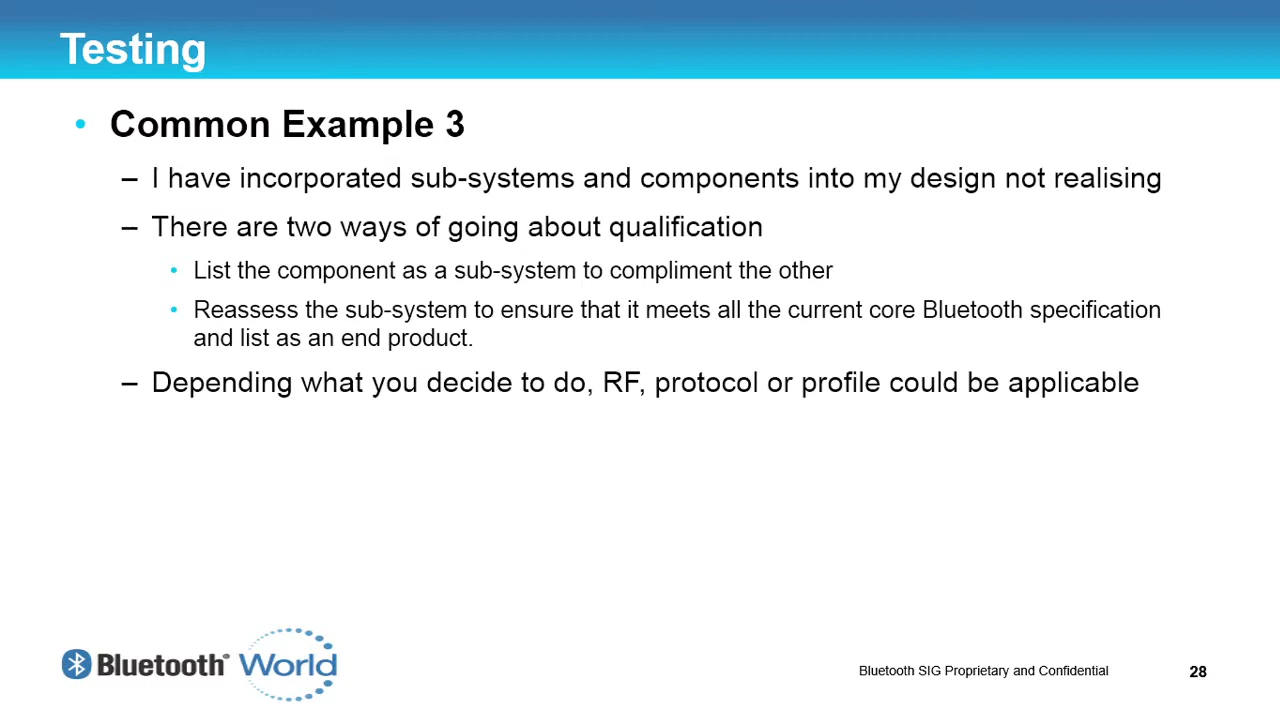 Testing
• Common Example 3
– I have incorporated sub-systems and components into my design not realising
– There are two ways of going about qualification
• List the component as a sub-system to compliment the other
• Reassess the sub-system to ensure that it meets all the current core Bluetooth specification
and list as an end product.
– Depending what you decide to do, RF, protocol or profile could be applicable
Bluetooth® World
Bluetooth SIG Proprietary and Confidential
28